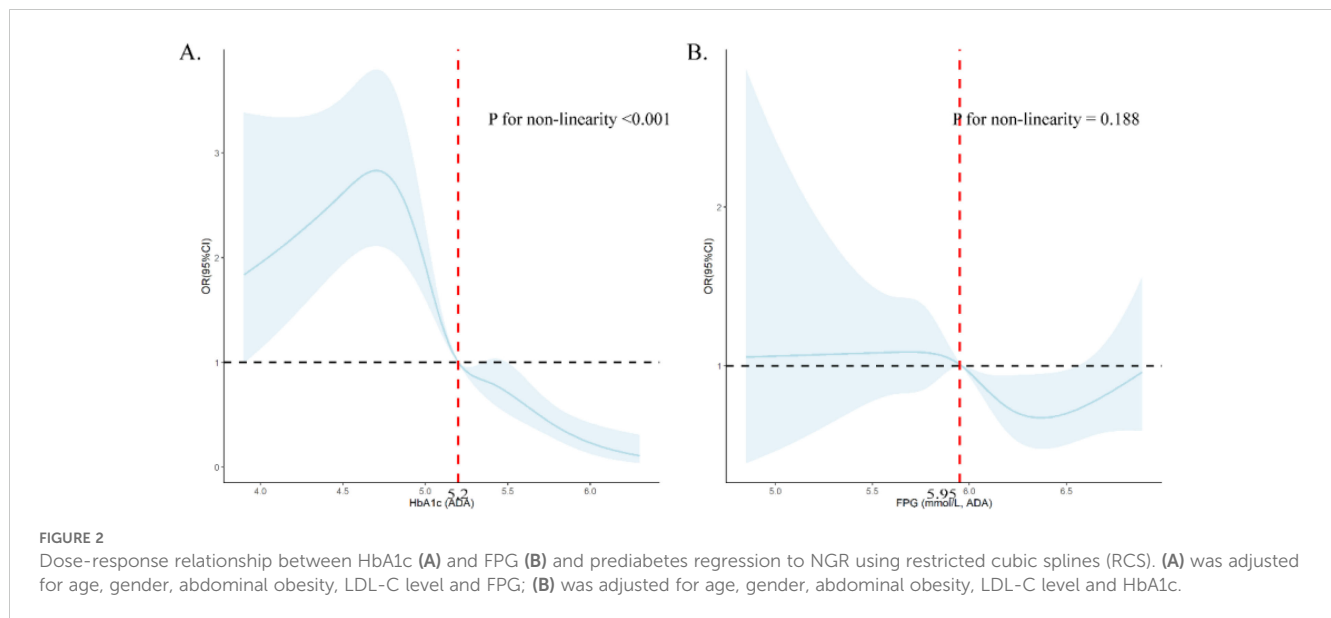 A.
P for non-linearity <0.001
OR(95%CI)
3
2
1
0
4.0 4.5 5.0 5.5 6.0
5.2
HbA1c (ADA)
B.
P for non-linearity = 0.188
OR(95%CI)
2
1
5.0 5.5 6.0 6.5
5.95
FPG (mmol/L, ADA)
FIGURE 2
Dose-response relationship between HbA1c (A) and FPG (B) and prediabetes regression to NGR using restricted cubic splines (RCS). (A) was adjusted
for age, gender, abdominal obesity, LDL-C level and FPG; (B) was adjusted for age, gender, abdominal obesity, LDL-C level and HbA1c.